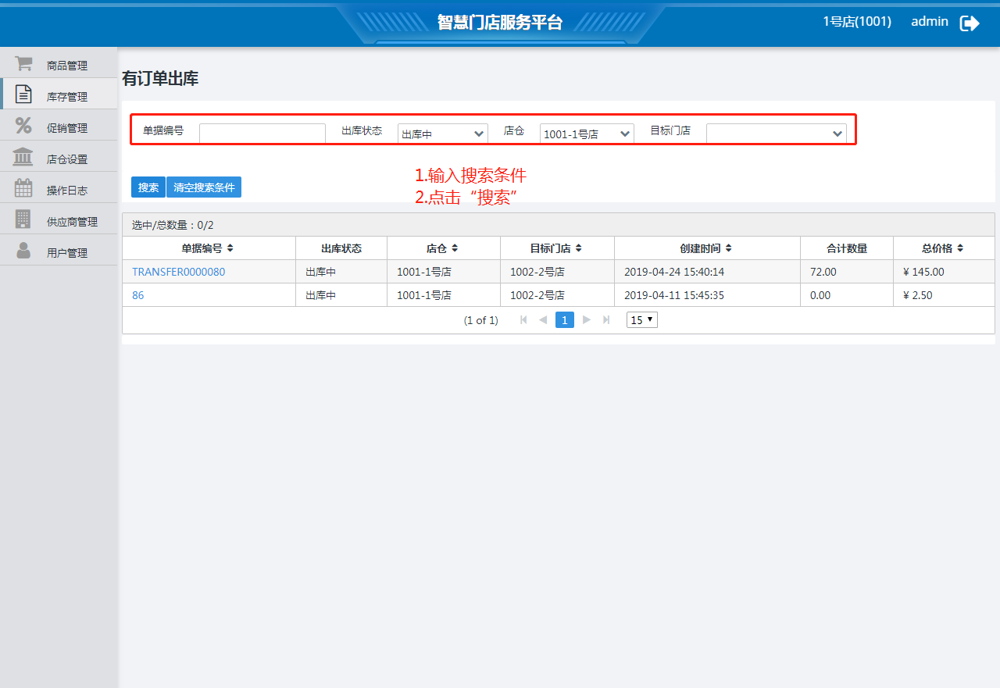 智慧门店服务平台
1号店(1001) admin
商品管理
库存管理
促销管理
店仓设置
操作日志
供应商管理
用户管理
有订单出库
单据编号 出库状态 出库中 店仓 1001-1号店 目标门店
1.输入搜索条件
2.点击“搜索”
搜索 清空搜索条件
选中/总数量：0/2
单据编号 出库状态 店仓 目标门店 创建时间 合计数量 总价格
TRANSFER0000080 出库中 1001-1号店 1002-2号店 2019-04-24 15:40:14 72.00 ¥ 145.00
86 出库中 1001-1号店 1002-2号店 2019-04-11 15:45:35 0.00 ¥ 2.50
(1 of 1) 1 15